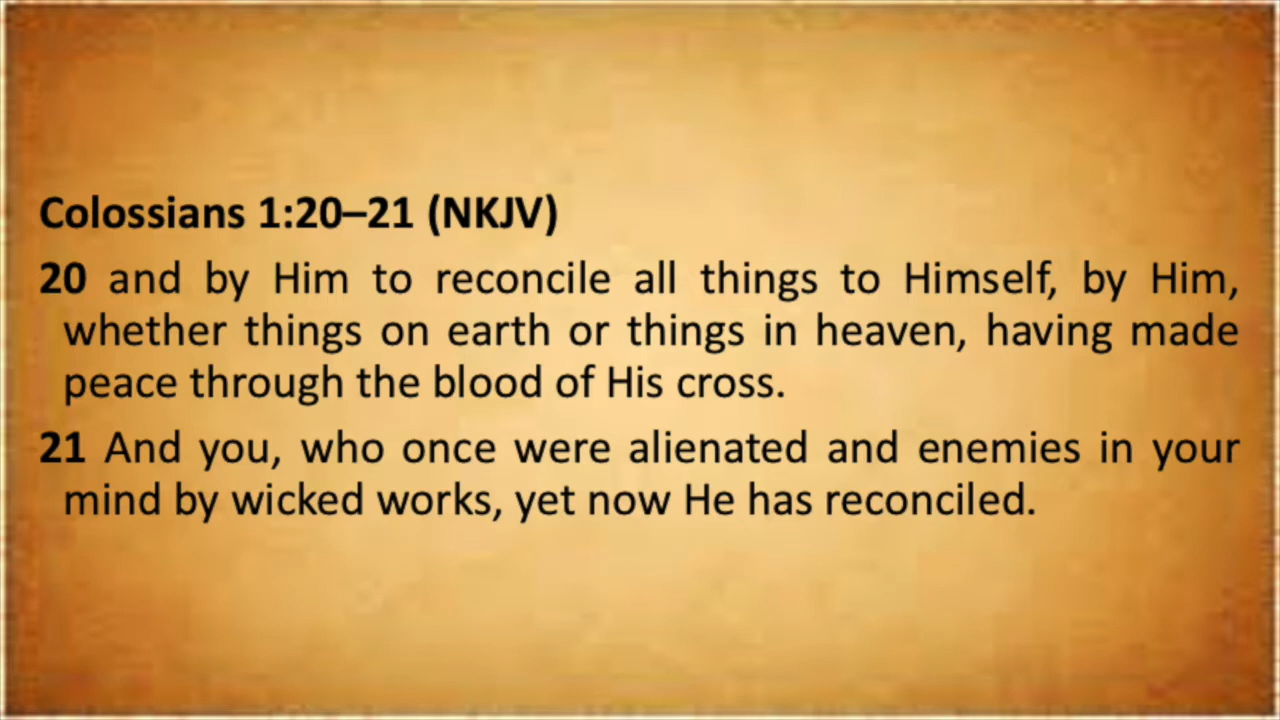 Colossians 1:20–21 (NKJV)
20 and by Him to reconcile all things to Himself, by Him,
whether things on earth or things in heaven, having made
peace through the blood of His cross.
21 And you, who once were alienated and enemies in your
mind by wicked works, yet now He has reconciled.